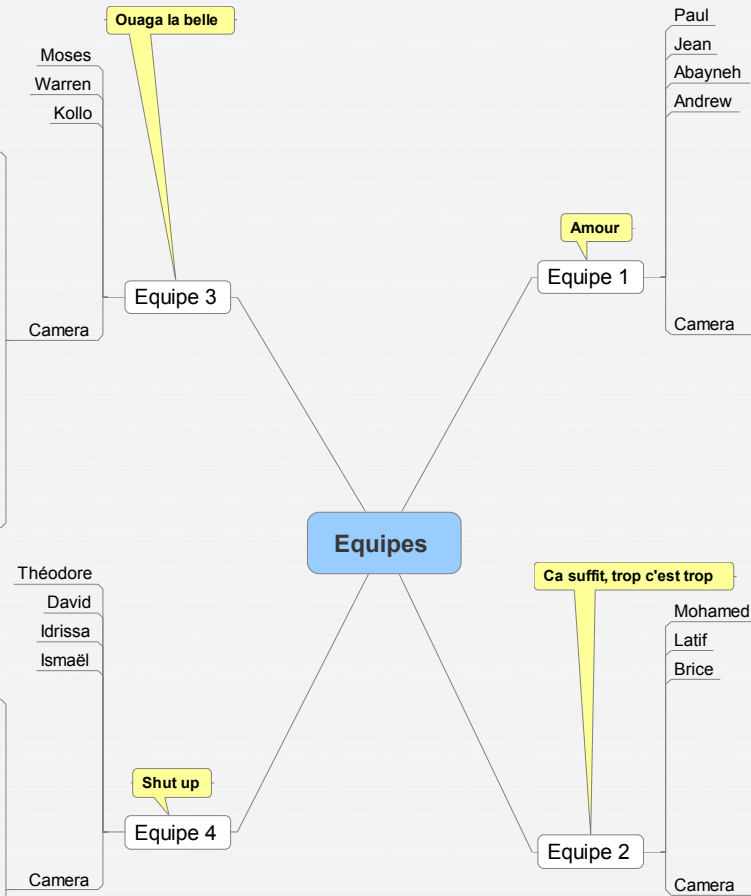 Ouaga la belle
Moses
Warren
Kollo
Equipe 3
Camera
Paul
Jean
Abayneh
Andrew
Amour
Equipe 1
Camera
Equipes
Théodore
David
Idrissa
Ismaël
Shut up
Equipe 4
Camera
Ca suffit, trop c'est trop
Mohamed
Latif
Brice
Equipe 2
Camera